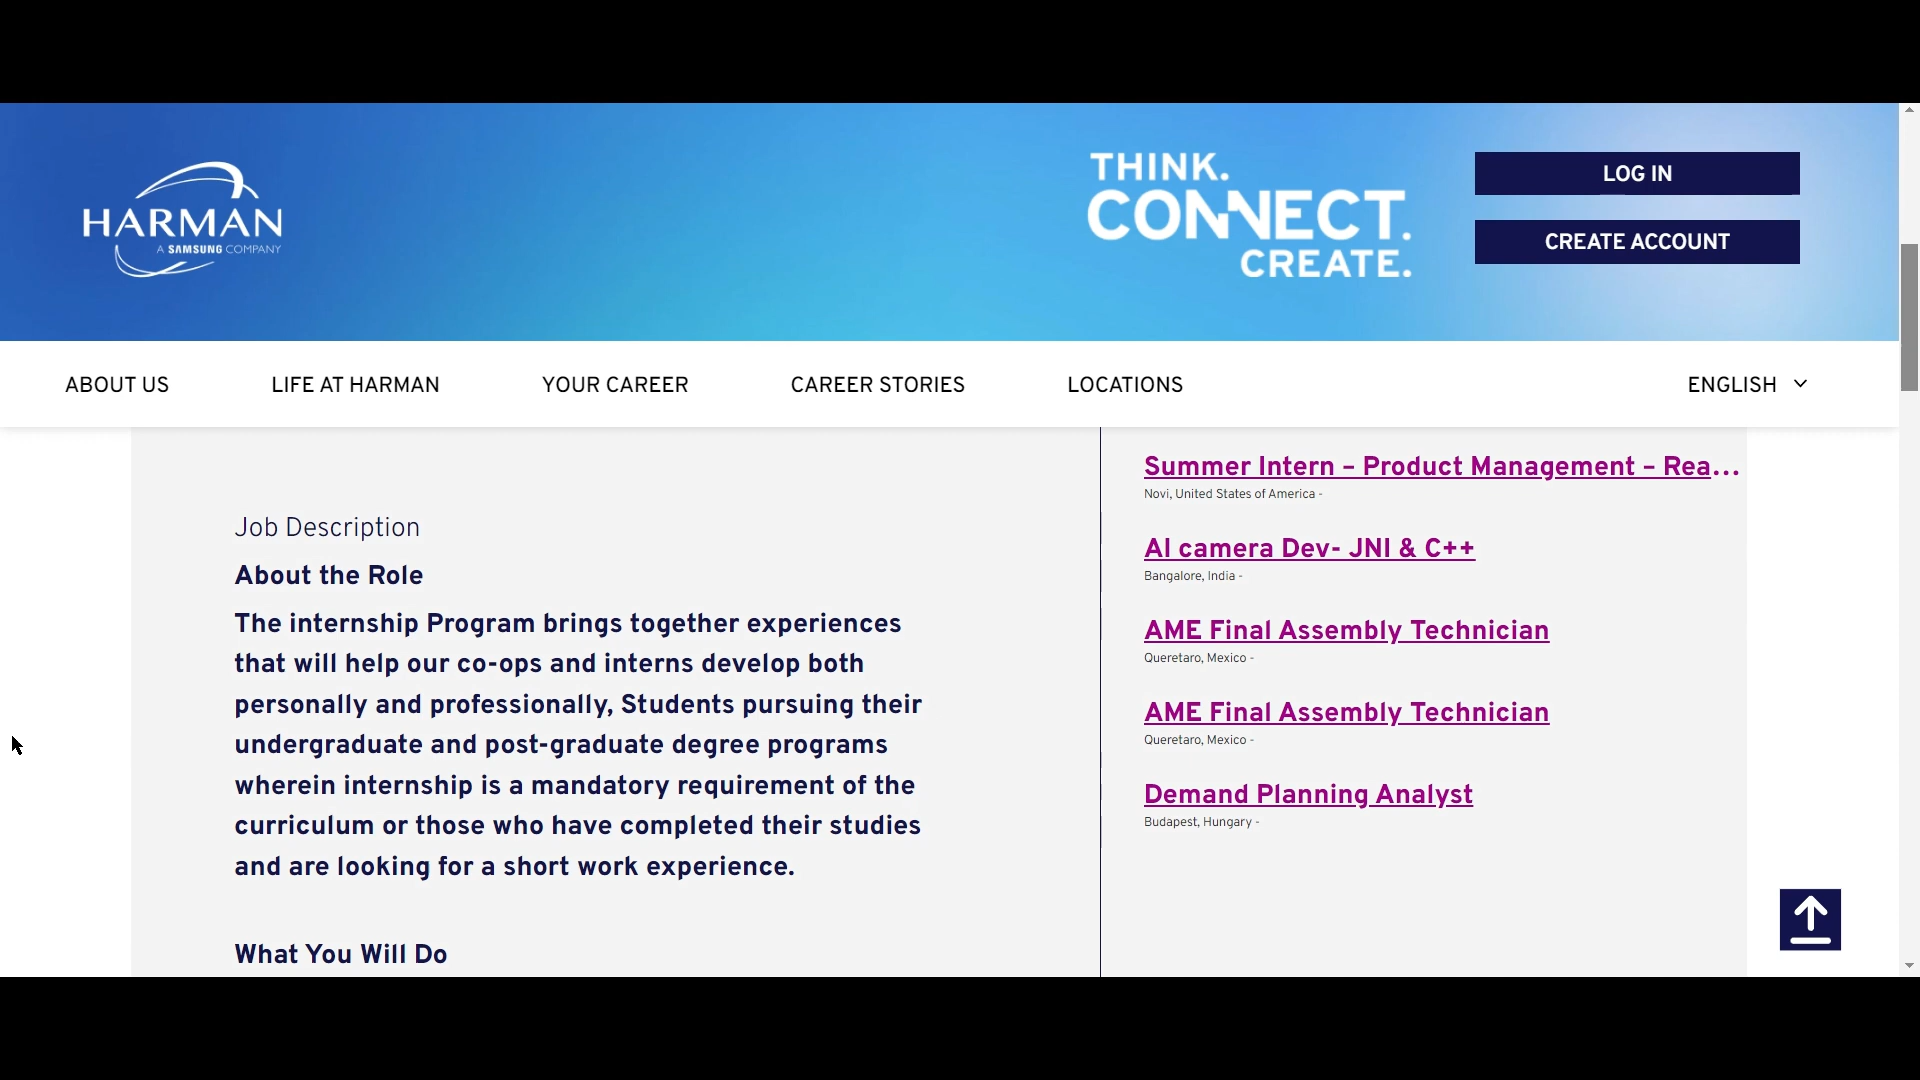 HARMAN
A SAMSUNG COMPANY
THINK.
CONNECT.
CREATE.
LOG IN
CREATE ACCOUNT
ABOUT US
LIFE AT HARMAN
YOUR CAREER
CAREER STORIES
LOCATIONS
ENGLISH
Job Description
About the Role
The internship Program brings together experiences
that will help our co-ops and interns develop both
personally and professionally, Students pursuing their
undergraduate and post-graduate degree programs
wherein internship is a mandatory requirement of the
curriculum or those who have completed their studies
and are looking for a short work experience.
What You Will Do
Summer Intern – Product Management – Rea...
Novi, United States of America -
AI camera Dev- JNI & C++
Bangalore, India -
AME Final Assembly Technician
Queretaro, Mexico -
AME Final Assembly Technician
Queretaro, Mexico -
Demand Planning Analyst
Budapest, Hungary -